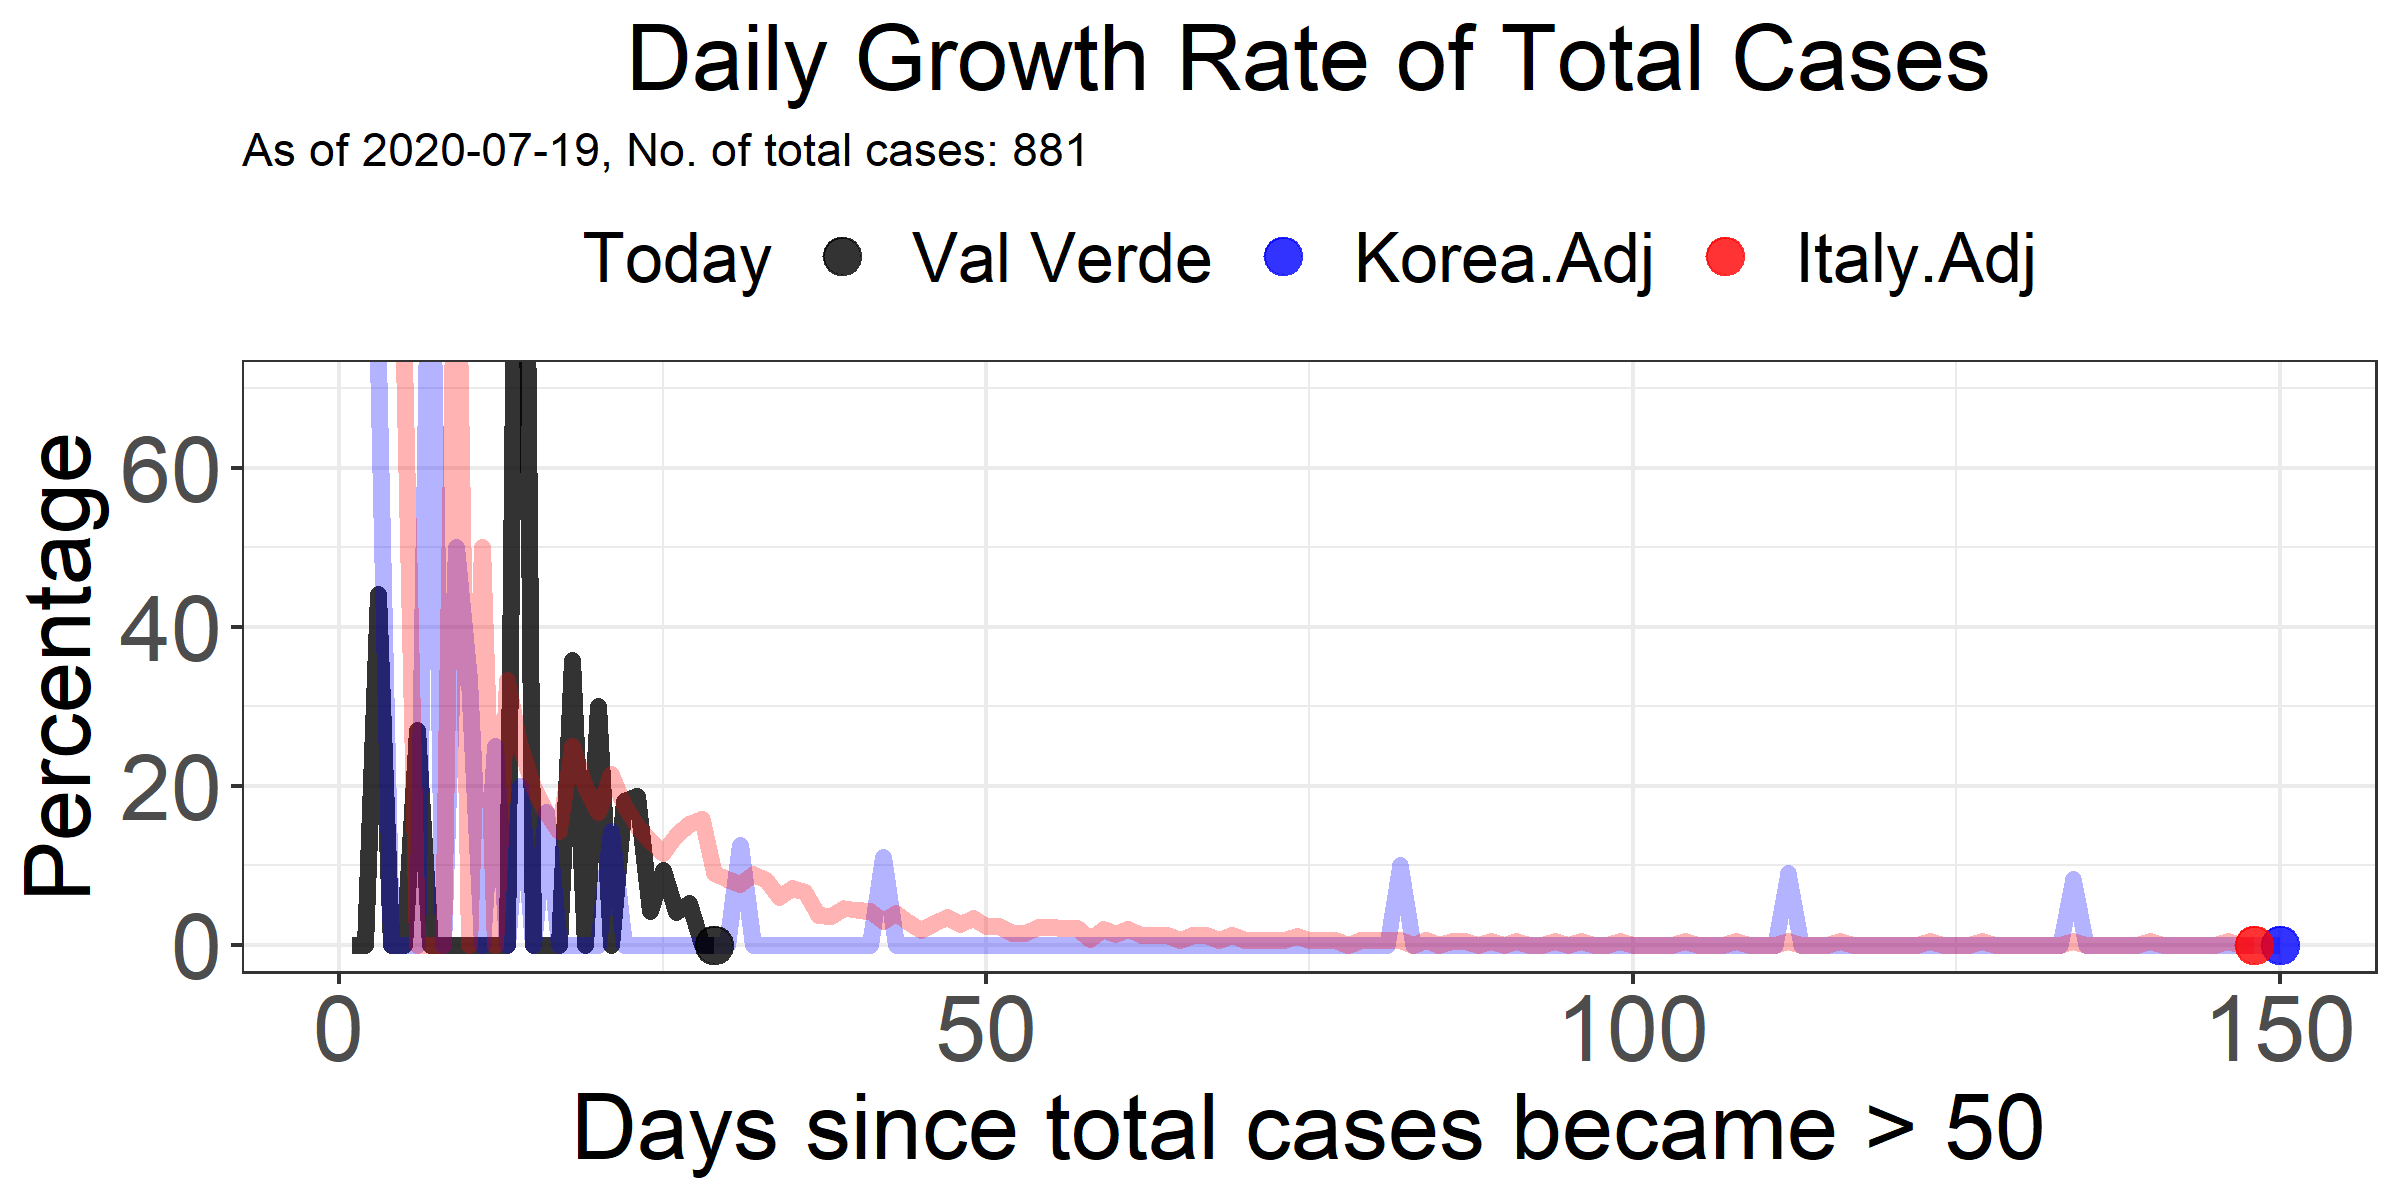 Daily Growth Rate of Total Cases
As of 2020-07-19, No. of total cases: 881
Today Val Verde Korea.Adj Italy.Adj
Percentage
60
40
20
0
0 50 100 150
Days since total cases became > 50